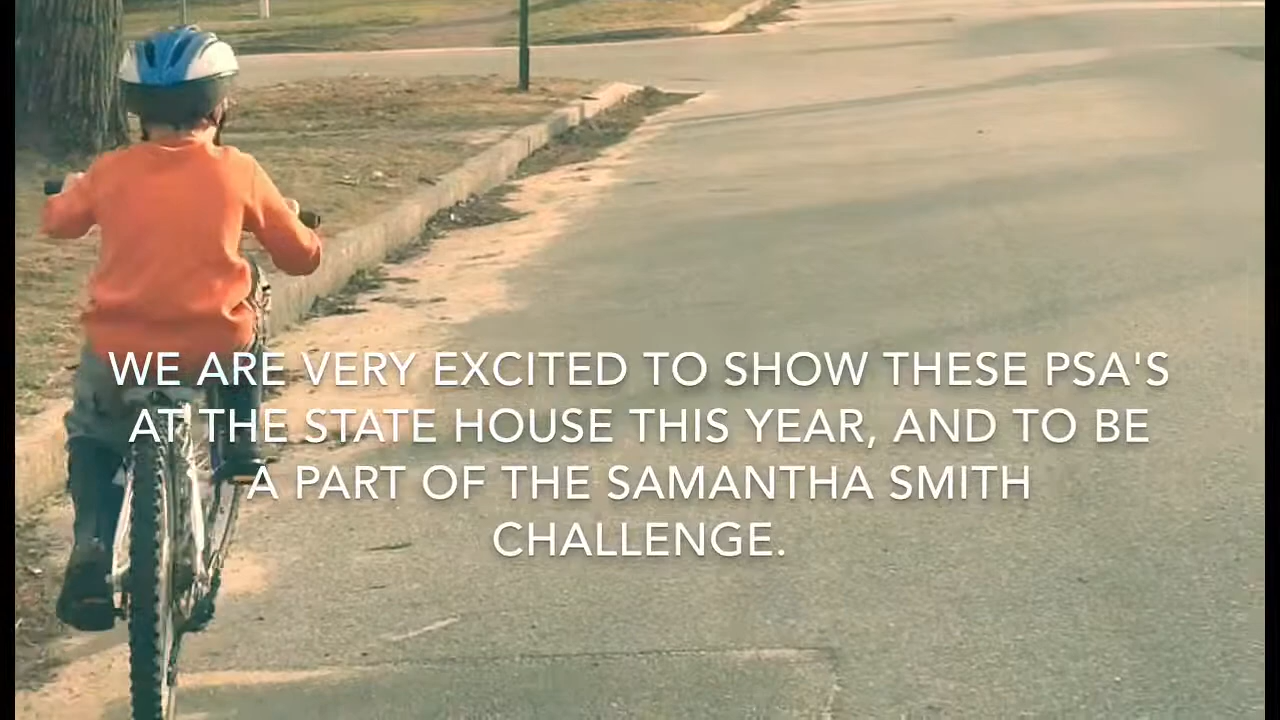 WE ARE VERY EXCITED TO SHOW THESE PSA'S
AT THE STATE HOUSE THIS YEAR, AND TO BE
A PART OF THE SAMANTHA SMITH
CHALLENGE.